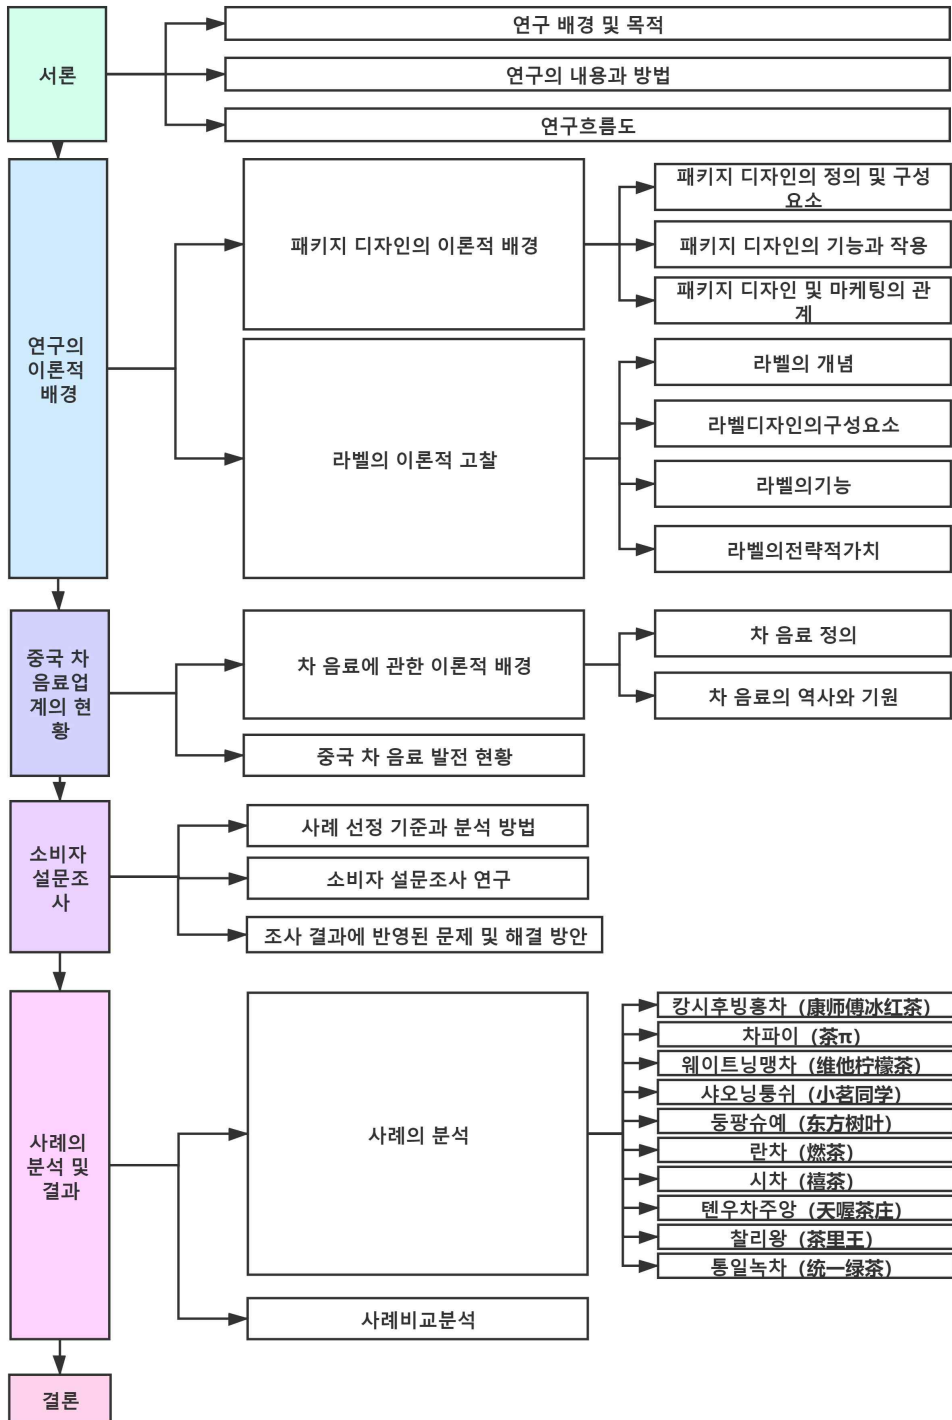 서론
연구 배경 및 목적
연구의 내용과 방법
연구흐름도
연구의
이론적
배경
패키지 디자인의 이론적 배경
패키지 디자인의 정의 및 구성
요소
패키지 디자인의 기능과 작용
패키지 디자인 및 마케팅의 관
계
라벨의 이론적 고찰
라벨의 개념
라벨디자인의구성요소
라벨의기능
라벨의전략적가치
중국 차
음료업
계의 현
황
차 음료에 관한 이론적 배경
차 음료 정의
차 음료의 역사와 기원
중국 차 음료 발전 현황
소비자
설문조
사
사례 선정 기준과 분석 방법
소비자 설문조사 연구
조사 결과에 반영된 문제 및 해결 방안
사례의
분석 및
결과
사례의 분석
캉시후빙홍차（康师傅冰红茶）
차파이（茶π）
웨이트닝맹차（维他柠檬茶）
샤오닝퉁쉬（小茗同学）
둥팡슈예（东方树叶）
란차（燃茶）
시차（禧茶）
톈우차주앙（天喔茶庄）
찰리왕（茶里王）
통일녹차（统一绿茶）
사례비교분석
결론